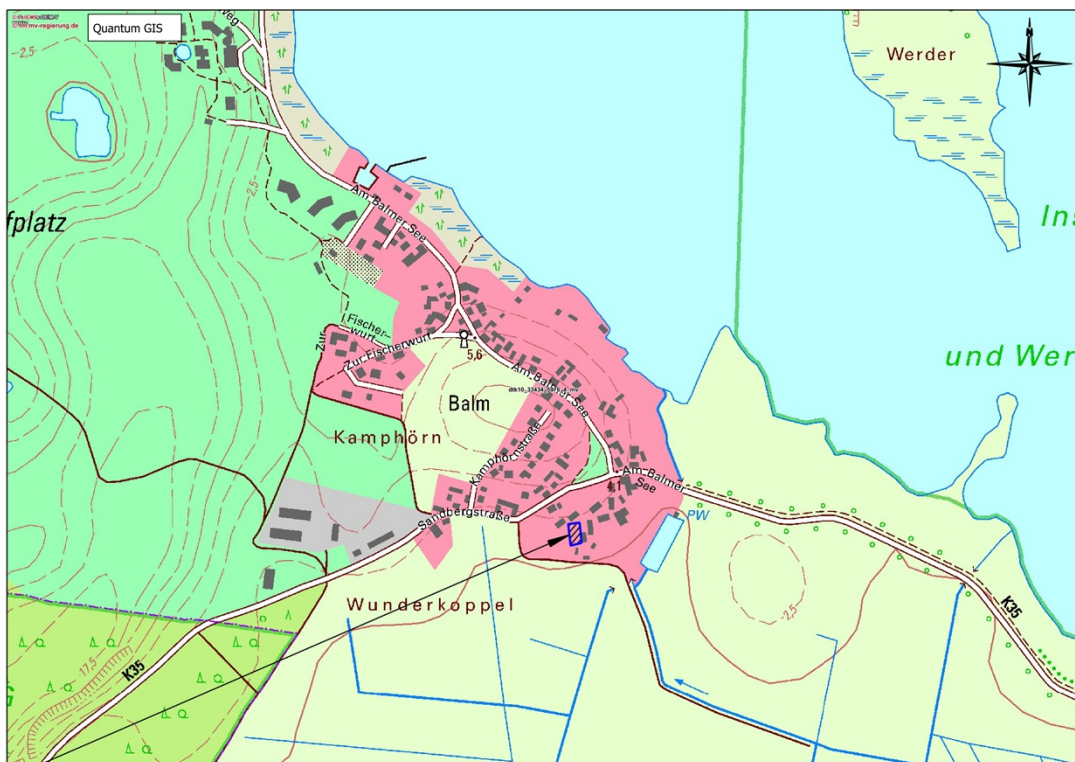 mv-regierung.de
Quantum GIS
weg
N
Werder
2,5
2,5
Am Balmer See
fplatz
Ins
Fischer-
wurt
Zur
Zur Fischerwurt
5,6
Am Balmer See
und Wer
Balm
Kamphörn
Kamphörnstraße
Am Balmer
See
4,1
Sandbergstraße
PW
Wunderkoppel
2,5
K35
K35
17,5
G